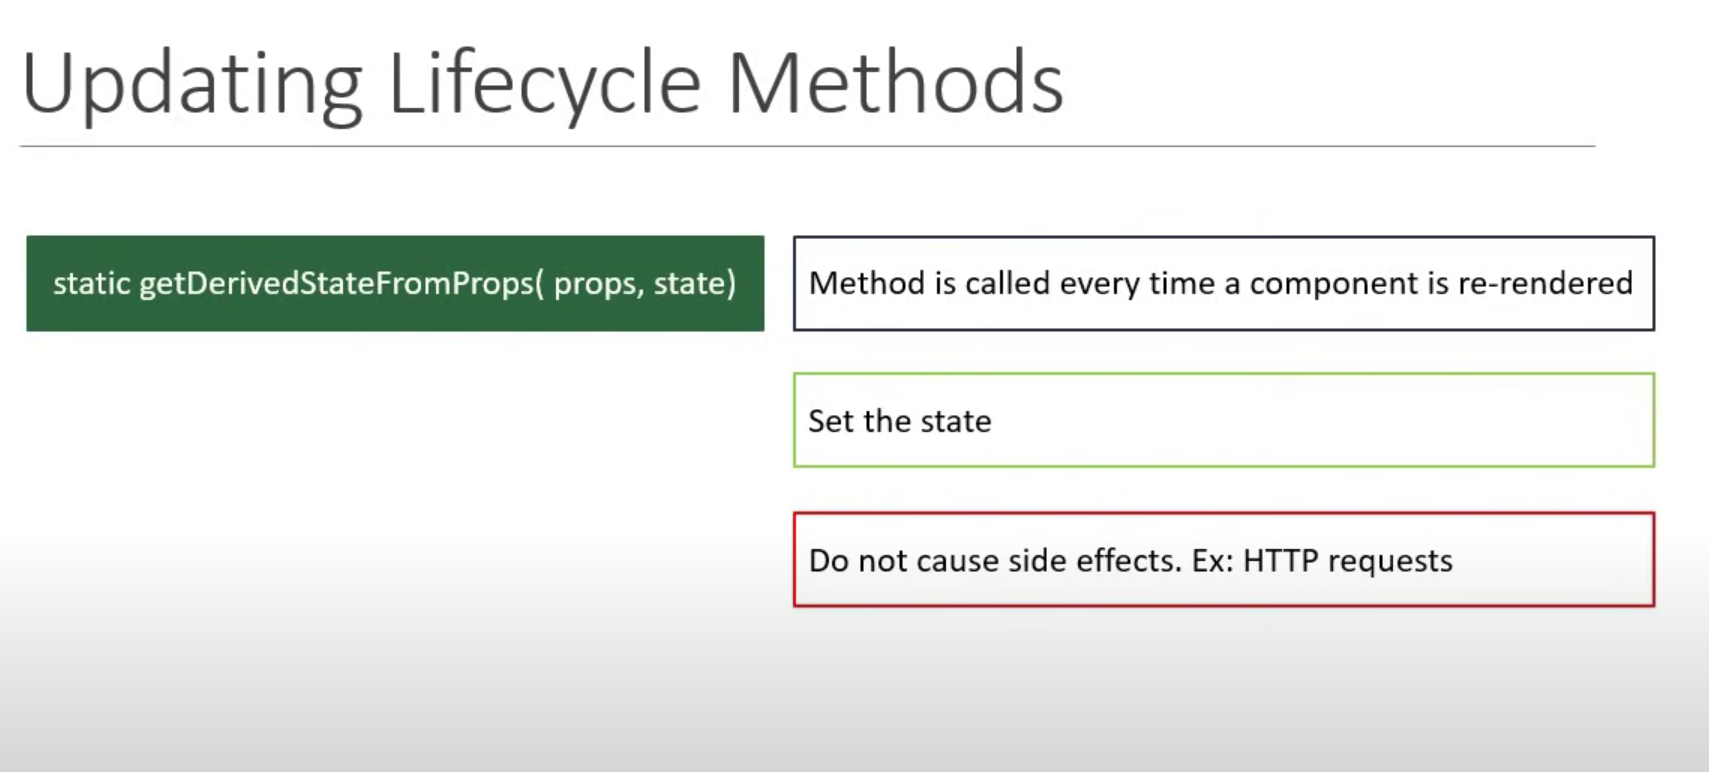 Updating Lifecycle Methods
static getDerivedStateFromProps( props, state)
Method is called every time a component is re-rendered
Set the state
Do not cause side effects. Ex: HTTP requests